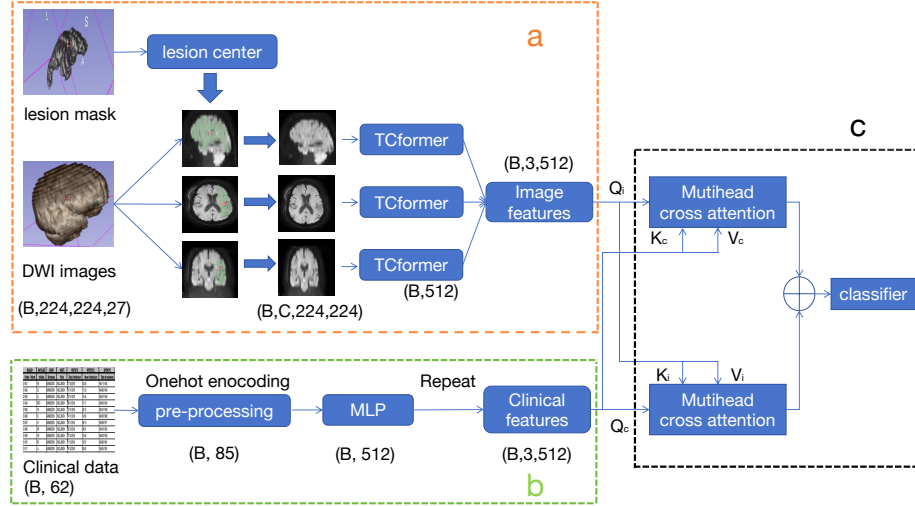 a
lesion center
lesion mask
TCformer
(B,3,512)
TCformer
Image
features
DWI images
TCformer
(B,512)
(B,224,224,27)
(B,C,224,224)
C
Qi
Mutihead
cross attention
Kc
Vc
classifier
Ki
Vi
Mutihead
cross attention
Qc
Onehot enocoding
Repeat
pre-processing
MLP
Clinical
features
Clinical data
(B, 62)
(B, 85)
(B, 512)
(B,3,512)
b